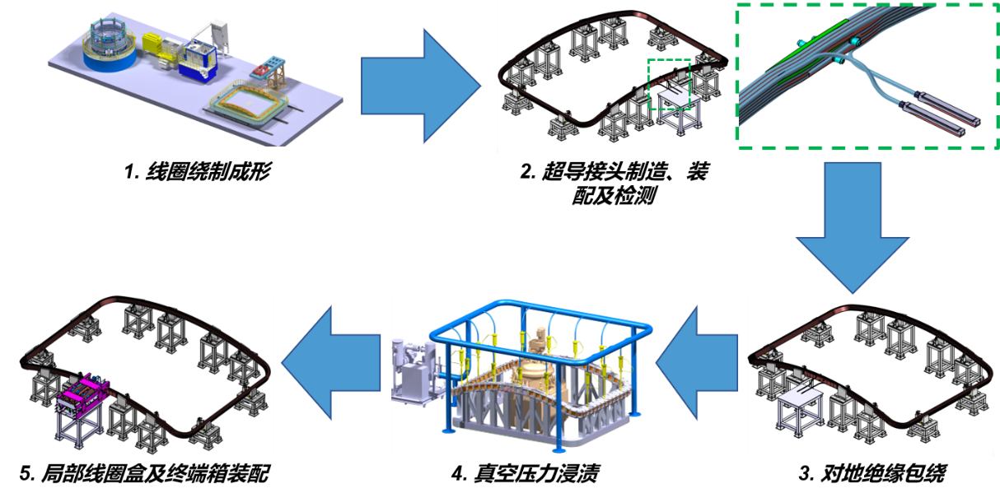 1. 线圈绕制成形
2. 超导接头制造、装
配及检测
3. 对地绝缘包绕
4. 真空压力浸渍
5. 局部线圈盒及终端箱装配